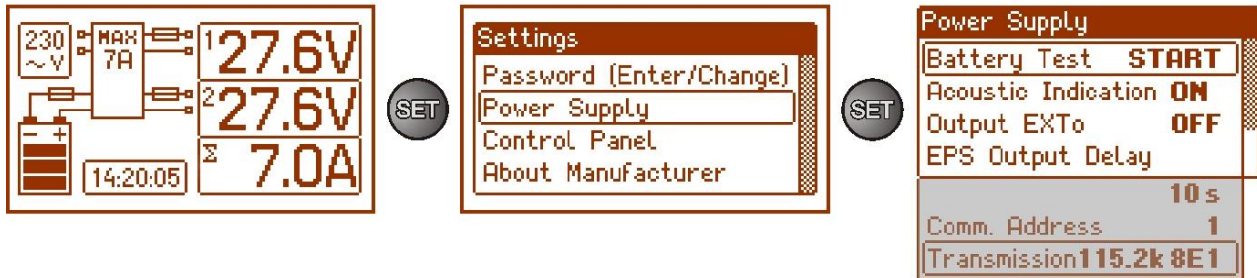 230
~ V
MAX
7A
1 27.6V
2 27.6V
Σ 7.0A
- +
14:20:05
SET
Settings
Password (Enter/Change)
Power Supply
Control Panel
About Manufacturer
SET
Power Supply
Battery Test START
Acoustic Indication ON
Output EXTo OFF
EPS Output Delay
10 s
Comm. Address 1
Transmission 115.2k 8E1